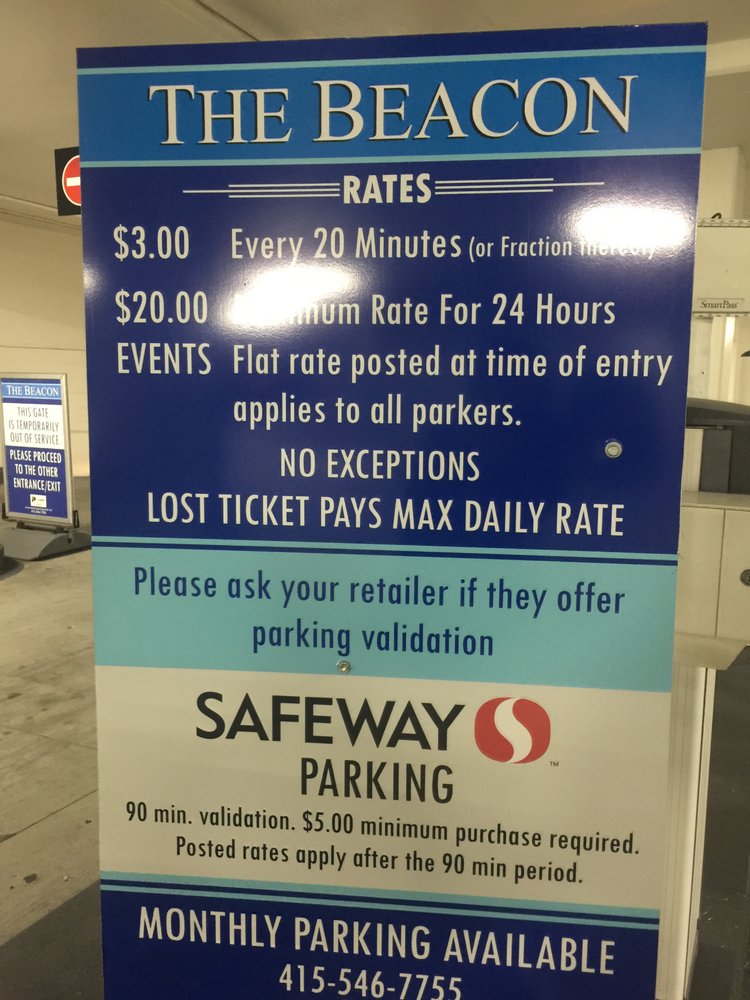 THE BEACON
RATES
$3.00 Every 20 Minutes (or Fraction
$20.00 Rate For 24 Hours
EVENTS Flat rate posted at time of entry
applies to all parkers.
NO EXCEPTIONS
LOST TICKET PAYS MAX DAILY RATE
Please ask your retailer if they offer
parking validation
SAFEWAY
TM
PARKING
90 min. validation. $5.00 minimum purchase required.
Posted rates apply after the 90 min period.
MONTHLY PARKING AVAILABLE
415-546-7755
THE BEACON
THIS GATE
IS TEMPORARILY
OUT OF SERVICE
PLEASE PROCEED
TO THE OTHER
ENTRANCE/EXIT
SmartPass